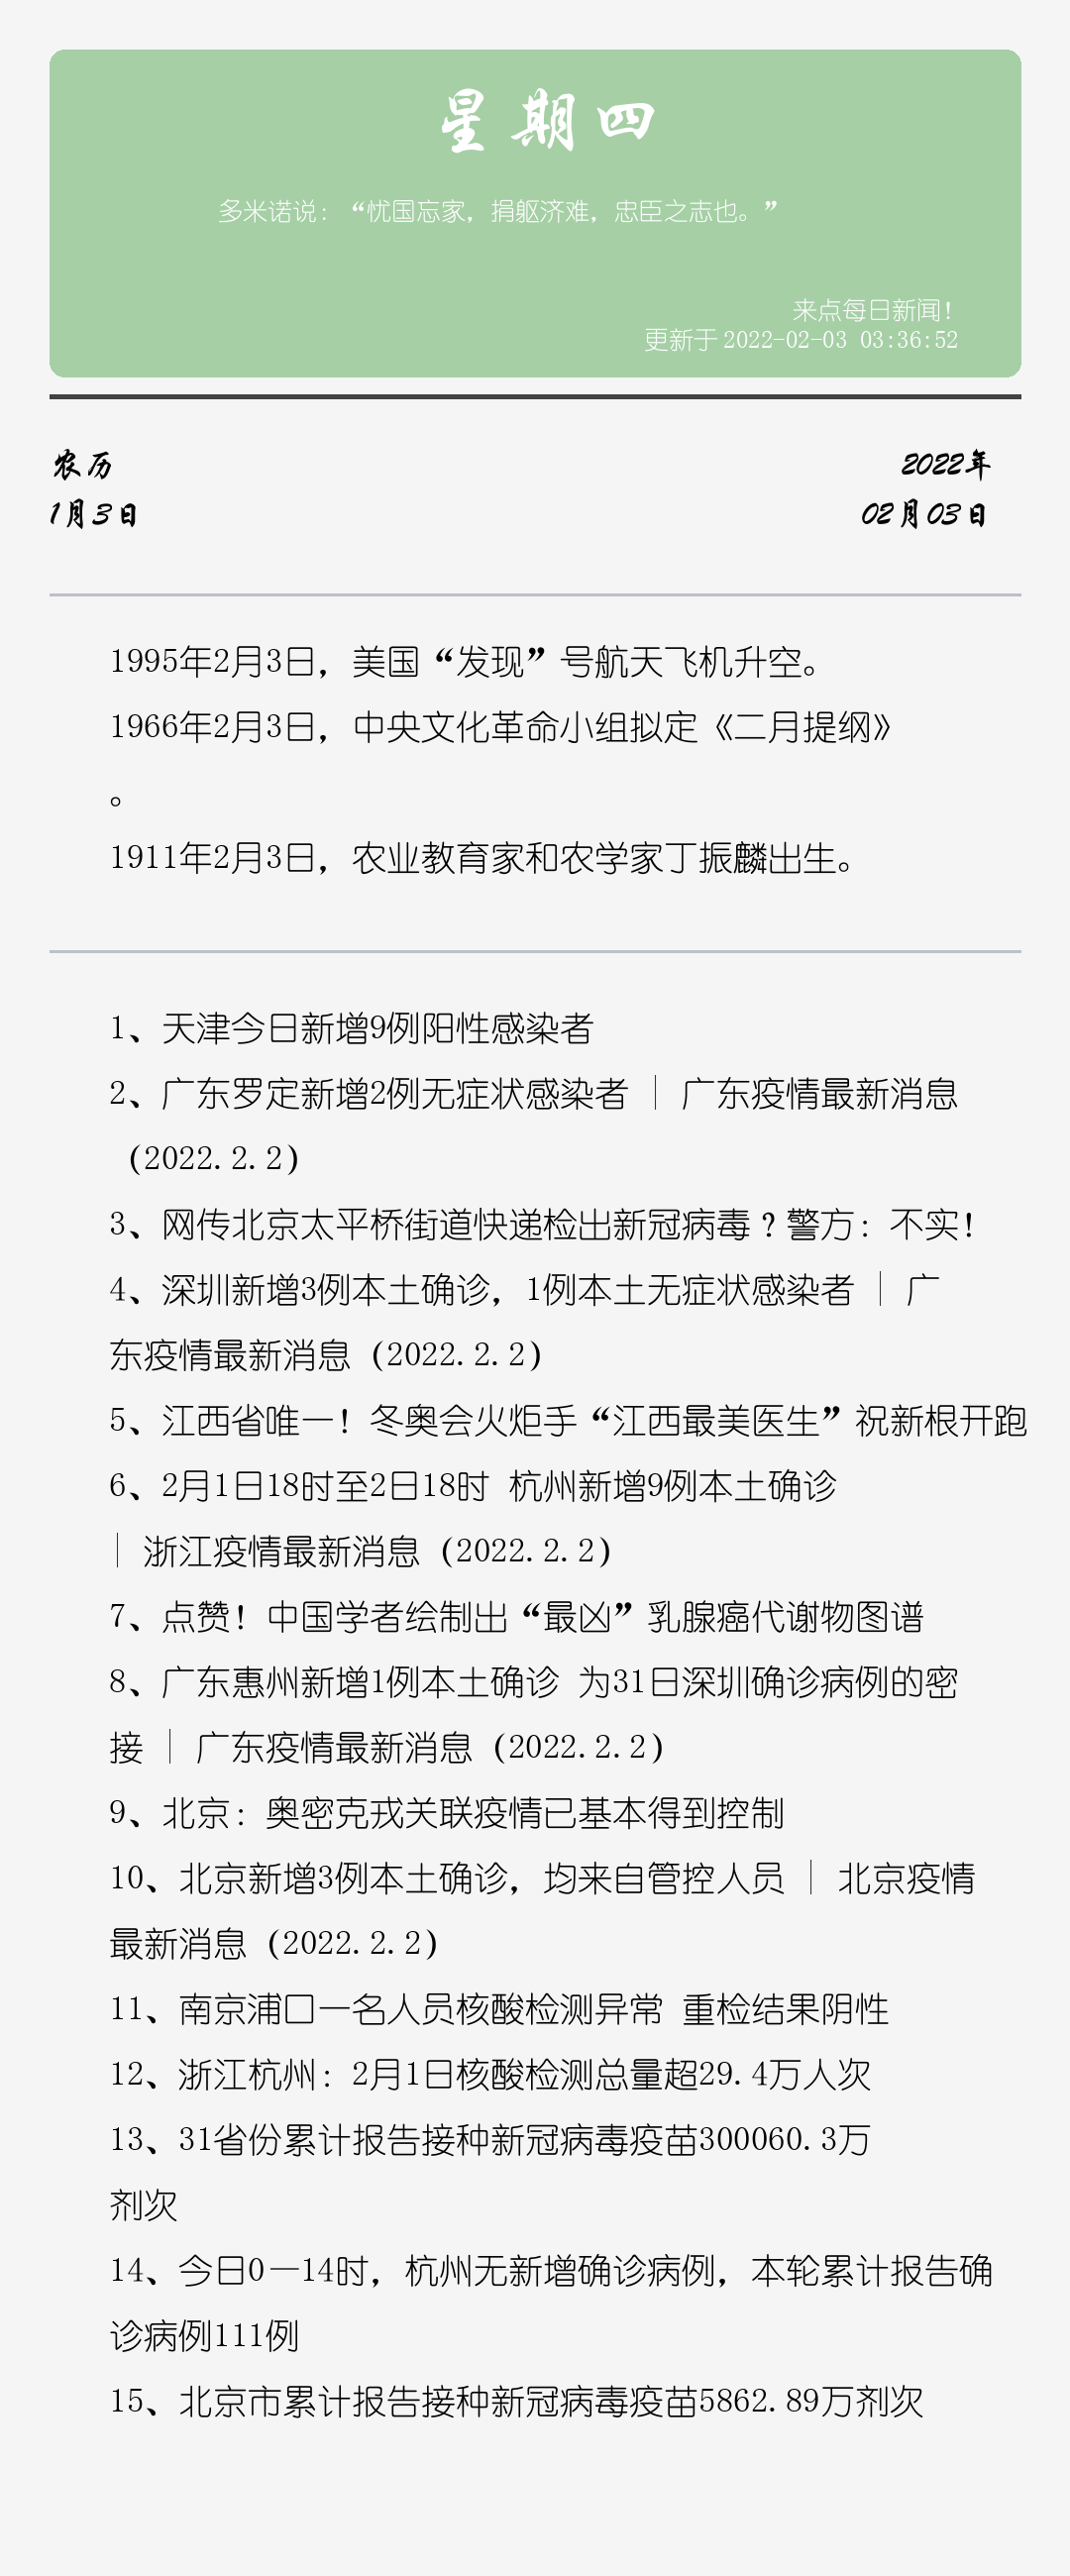 星期四
多米诺说：“忧国忘家，捐躯济难，忠臣之志也。”
来点每日新闻！
更新于 2022-02-03 03:36:52
农历
1月3日
2022年
02月03日
1995年2月3日，美国“发现”号航天飞机升空。
1966年2月3日，中央文化革命小组拟定《二月提纲》
。
1911年2月3日，农业教育家和农学家丁振麟出生。
1、天津今日新增9例阳性感染者
2、广东罗定新增2例无症状感染者 | 广东疫情最新消息
（2022.2.2）
3、网传北京太平桥街道快递检出新冠病毒？警方：不实！
4、深圳新增3例本土确诊，1例本土无症状感染者 | 广
东疫情最新消息（2022.2.2）
5、江西省唯一！冬奥会火炬手“江西最美医生”祝新根开跑
6、2月1日18时至2日18时 杭州新增9例本土确诊
| 浙江疫情最新消息（2022.2.2）
7、点赞！中国学者绘制出“最凶”乳腺癌代谢物图谱
8、广东惠州新增1例本土确诊 为31日深圳确诊病例的密
接 | 广东疫情最新消息（2022.2.2）
9、北京：奥密克戎关联疫情已基本得到控制
10、北京新增3例本土确诊，均来自管控人员 | 北京疫情
最新消息（2022.2.2）
11、南京浦口一名人员核酸检测异常 重检结果阴性
12、浙江杭州：2月1日核酸检测总量超29.4万人次
13、31省份累计报告接种新冠病毒疫苗300060.3万
剂次
14、今日0—14时，杭州无新增确诊病例，本轮累计报告确
诊病例111例
15、北京市累计报告接种新冠病毒疫苗5862.89万剂次